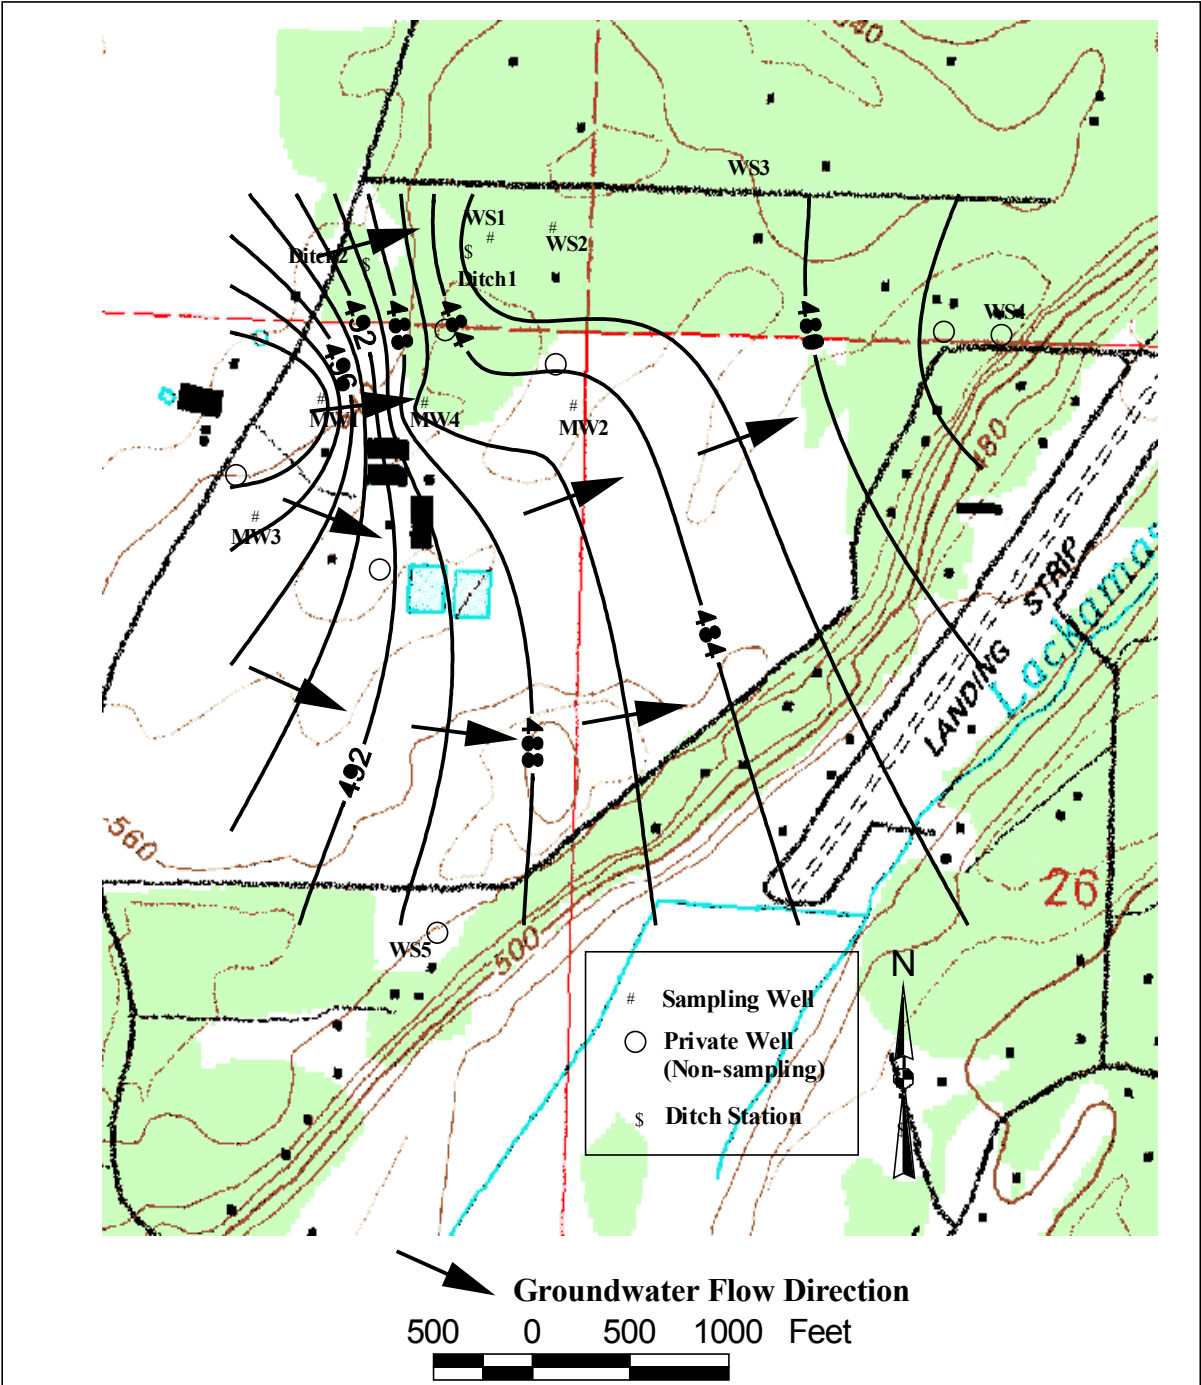 040
WS3
WS1
#
#
WS2
Ditch2
$
$
Ditch1
WS4
492
488
484
480
496
#
MW1
#
MW4
#
MW2
480
#
MW3
484
STRIP
LANDING
488
492
560
26
WS5
500
N
# Sampling Well
Private Well
(Non-sampling)
$ Ditch Station
Groundwater Flow Direction
500 0 500 1000 Feet